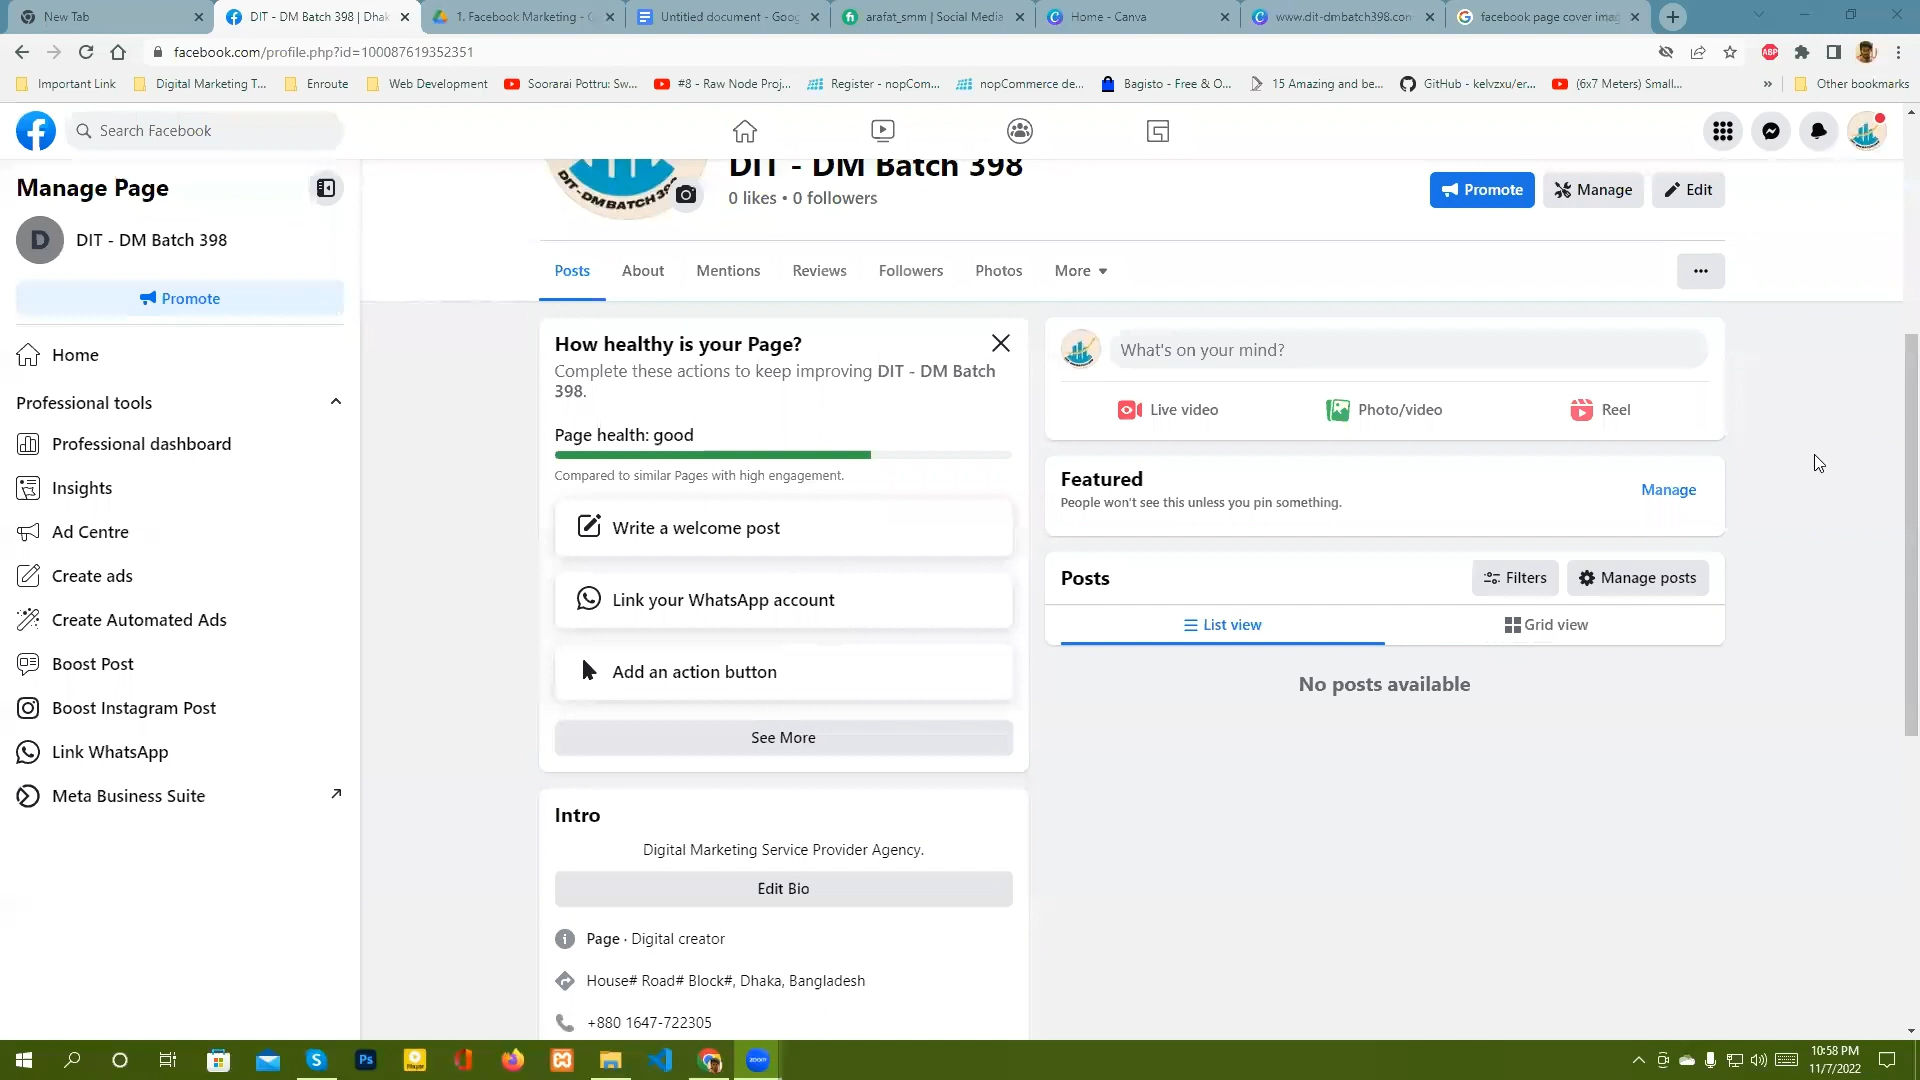 New Tab
DIT - DM Batch 398 | Dhak
1. Facebook Marketing - G
Untitled document - Goog
arafat_smm | Social Media
Home - Canva
www.dit-dmbatch398.con
facebook page cover imag
facebook.com/profile.php?id=100087619352351
ABP
Important Link
Digital Marketing T...
Enroute
Web Development
Soorarai Pottru: Sw...
#8 - Raw Node Proj...
Register - nopCom...
nopCommerce de...
Bagisto - Free & O...
15 Amazing and be...
GitHub - kelvzxu/er...
(6x7 Meters) Small...
»
Other bookmarks
Search Facebook
Manage Page
D
DIT - DM Batch 398
Promote
Home
Professional tools
Professional dashboard
Insights
Ad Centre
Create ads
Create Automated Ads
Boost Post
Boost Instagram Post
Link WhatsApp
Meta Business Suite
DIT - DM BATCH 398
DIT - DM Batch 398
0 likes • 0 followers
Promote
Manage
Edit
Posts
About
Mentions
Reviews
Followers
Photos
More
How healthy is your Page?
Complete these actions to keep improving DIT - DM Batch
398.
Page health: good
Compared to similar Pages with high engagement.
Write a welcome post
Link your WhatsApp account
Add an action button
See More
Intro
Digital Marketing Service Provider Agency.
Edit Bio
Page · Digital creator
House# Road# Block#, Dhaka, Bangladesh
+880 1647-722305
What's on your mind?
Live video
Photo/video
Reel
Featured
People won't see this unless you pin something.
Manage
Posts
Filters
Manage posts
List view
Grid view
No posts available
Ps
zoom
10:58 PM
11/7/2022